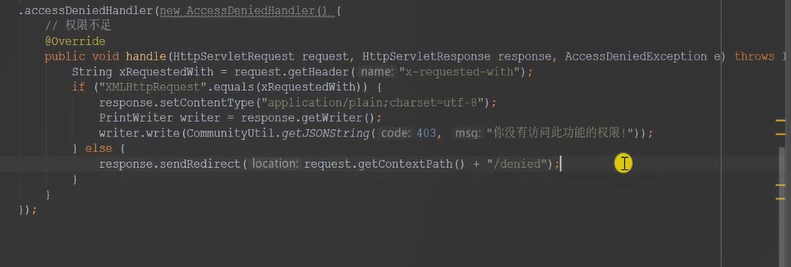 .accessDeniedHandler(new AccessDeniedHandler() {
// 权限不足
@Override
public void handle(HttpServletRequest request, HttpServletResponse response, AccessDeniedException e) throws
String xRequestedWith = request.getHeader( name: "x-requested-with");
if ("XMLHttpRequest".equals(xRequestedWith)) {
response.setContentType("application/plain;charset=utf-8");
PrintWriter writer = response.getWriter();
writer.write(CommunityUtil.getJSONString( code: 403, msg: "你没有访问此功能的权限!"));
} else {
response.sendRedirect( location: request.getContextPath() + "/denied");
}
}
});